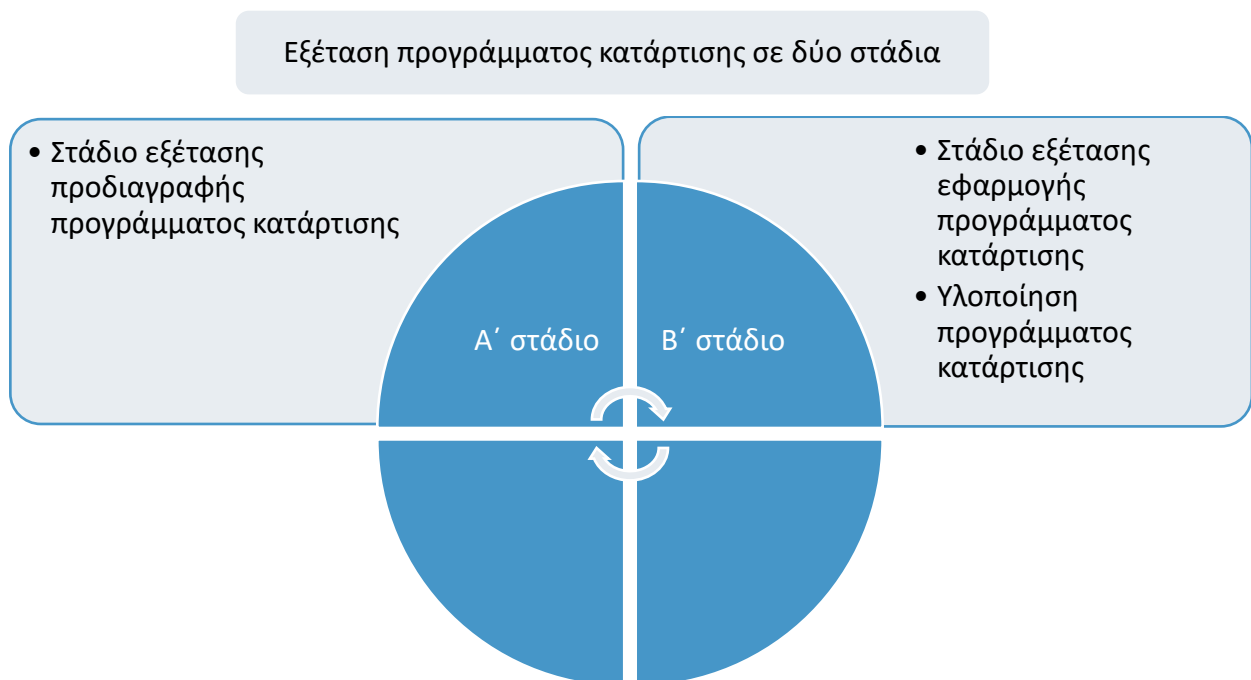 Εξέταση προγράμματος κατάρτισης σε δύο στάδια
• Στάδιο εξέτασης
προδιαγραφής
προγράμματος κατάρτισης
• Στάδιο εξέτασης
εφαρμογής
προγράμματος
κατάρτισης
• Υλοποίηση
προγράμματος
κατάρτισης
Α΄ στάδιο
Β΄ στάδιο